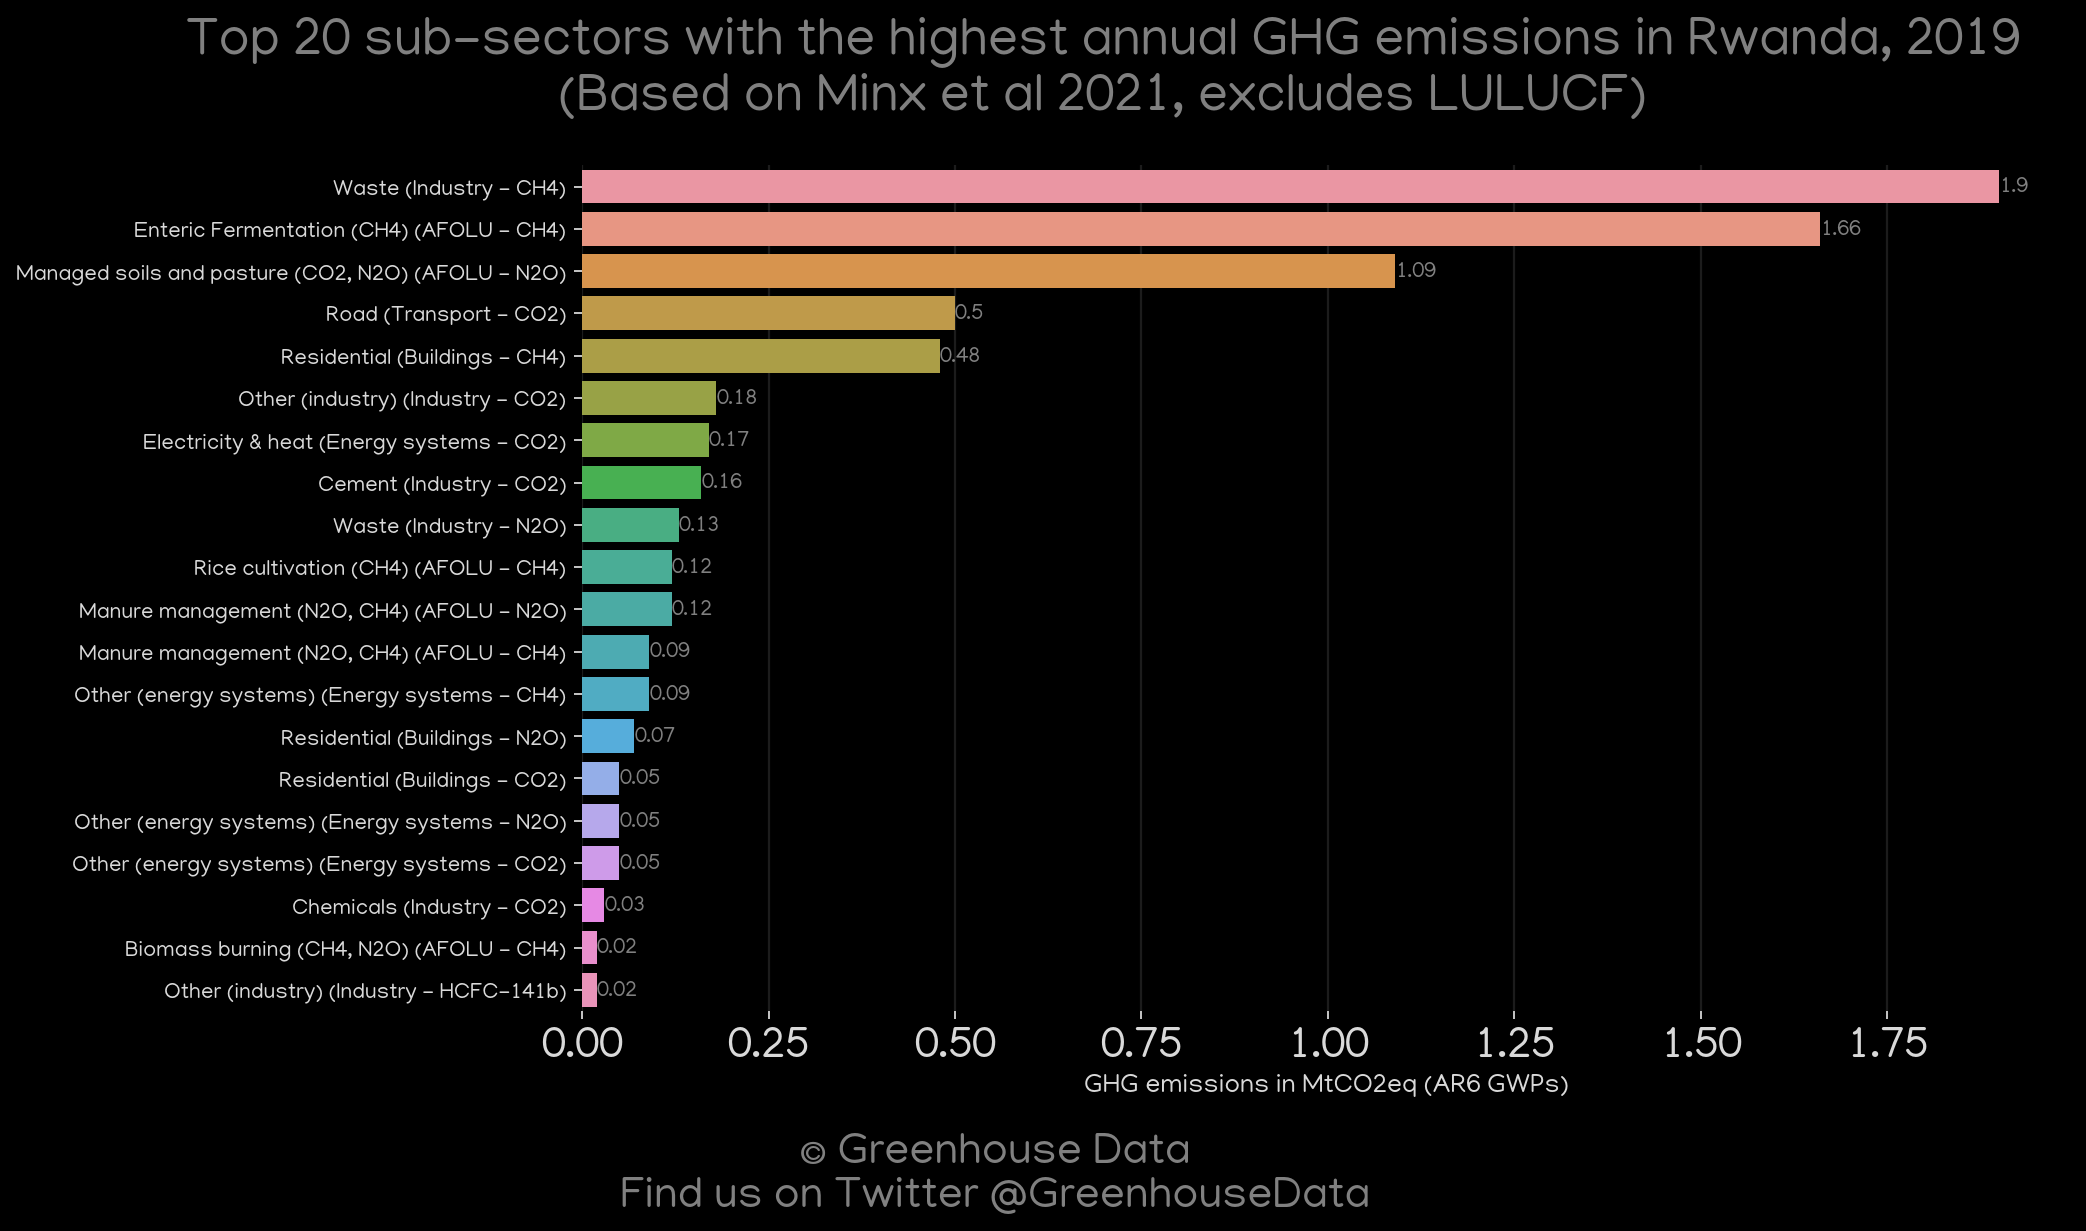 Top 20 sub-sectors with the highest annual GHG emissions in Rwanda, 2019
(Based on Minx et al 2021, excludes LULUCF)
Waste (Industry - CH4) 1.9
Enteric Fermentation (CH4) (AFOLU - CH4) 1.66
Managed soils and pasture (CO2, N2O) (AFOLU - N2O) 1.09
Road (Transport - CO2) 0.5
Residential (Buildings - CH4) 0.48
Other (industry) (Industry - CO2) 0.18
Electricity & heat (Energy systems - CO2) 0.17
Cement (Industry - CO2) 0.16
Waste (Industry - N2O) 0.13
Rice cultivation (CH4) (AFOLU - CH4) 0.12
Manure management (N2O, CH4) (AFOLU - N2O) 0.12
Manure management (N2O, CH4) (AFOLU - CH4) 0.09
Other (energy systems) (Energy systems - CH4) 0.09
Residential (Buildings - N2O) 0.07
Residential (Buildings - CO2) 0.05
Other (energy systems) (Energy systems - N2O) 0.05
Other (energy systems) (Energy systems - CO2) 0.05
Chemicals (Industry - CO2) 0.03
Biomass burning (CH4, N2O) (AFOLU - CH4) 0.02
Other (industry) (Industry - HCFC-141b) 0.02
0.00 0.25 0.50 0.75 1.00 1.25 1.50 1.75
GHG emissions in MtCO2eq (AR6 GWPs)
© Greenhouse Data
Find us on Twitter @GreenhouseData